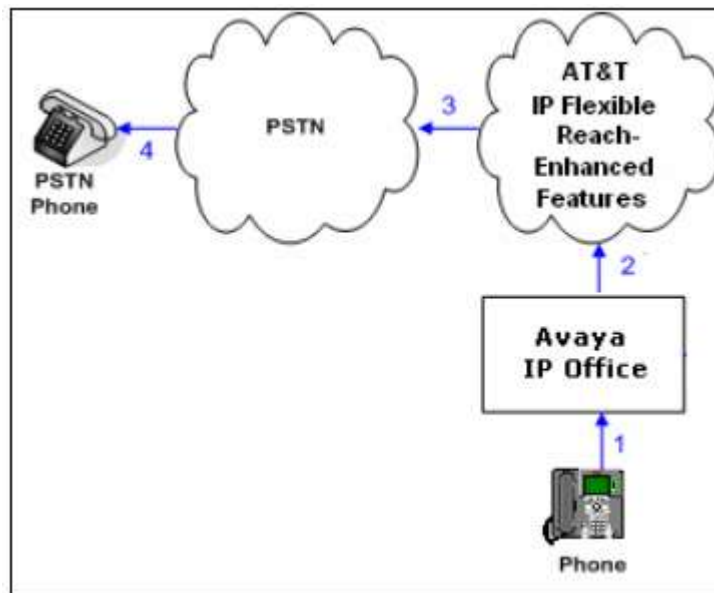 AT&T
IP Flexible
Reach-
Enhanced
Features
PSTN
3
4
PSTN
Phone
2
Avaya
IP Office
1
Phone